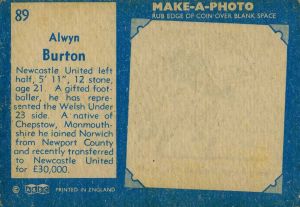 89
Alwyn
Burton
Newcastle United left
half, 5' 11", 12 stone,
age 21. A gifted foot-
baller, he has repre-
sented the Welsh Under
23 side. A native of
Chepstow, Monmouth-
shire he joined Norwich
from Newport County
and recently transferred
to Newcastle United
for £30,000.
©
A&BC
PRINTED IN ENGLAND
MAKE-A-PHOTO
RUB EDGE OF COIN OVER BLANK SPACE